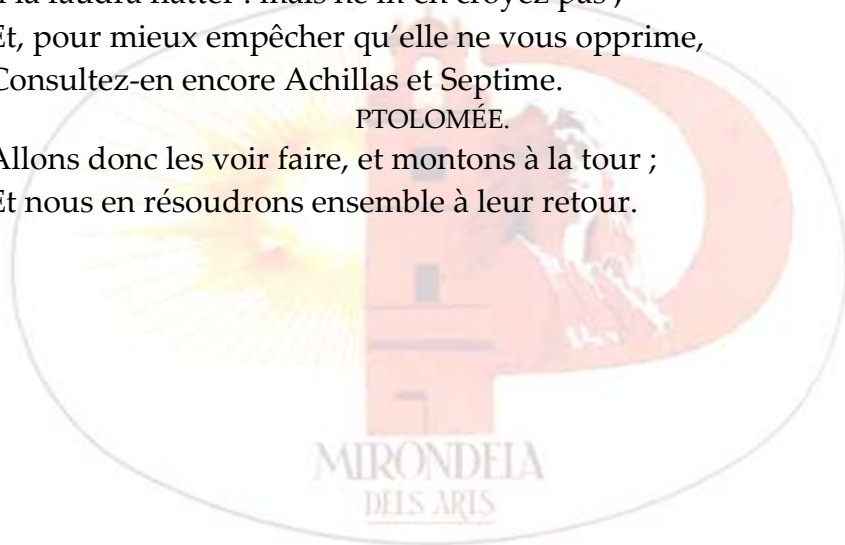 la faudra flatter : mais ne m’en croyez pas ;
Et, pour mieux empêcher qu’elle ne vous opprime,
Consultez-en encore Achillas et Septime.
PTOLOMÉE.
Allons donc les voir faire, et montons à la tour ;
Et nous en résoudrons ensemble à leur retour.
MIRONDELA
DELS ARTS